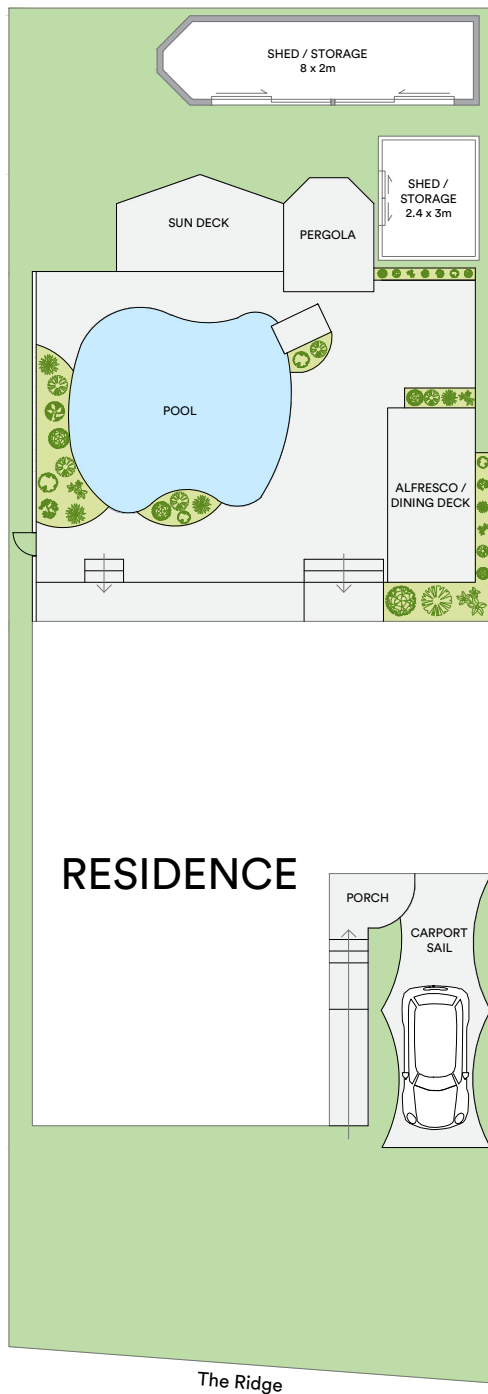 SHED / STORAGE
8 x 2m
SHED /
STORAGE
2.4 x 3m
SUN DECK
PERGOLA
POOL
ALFRESCO /
DINING DECK
RESIDENCE
PORCH
CARPORT
SAIL
The Ridge